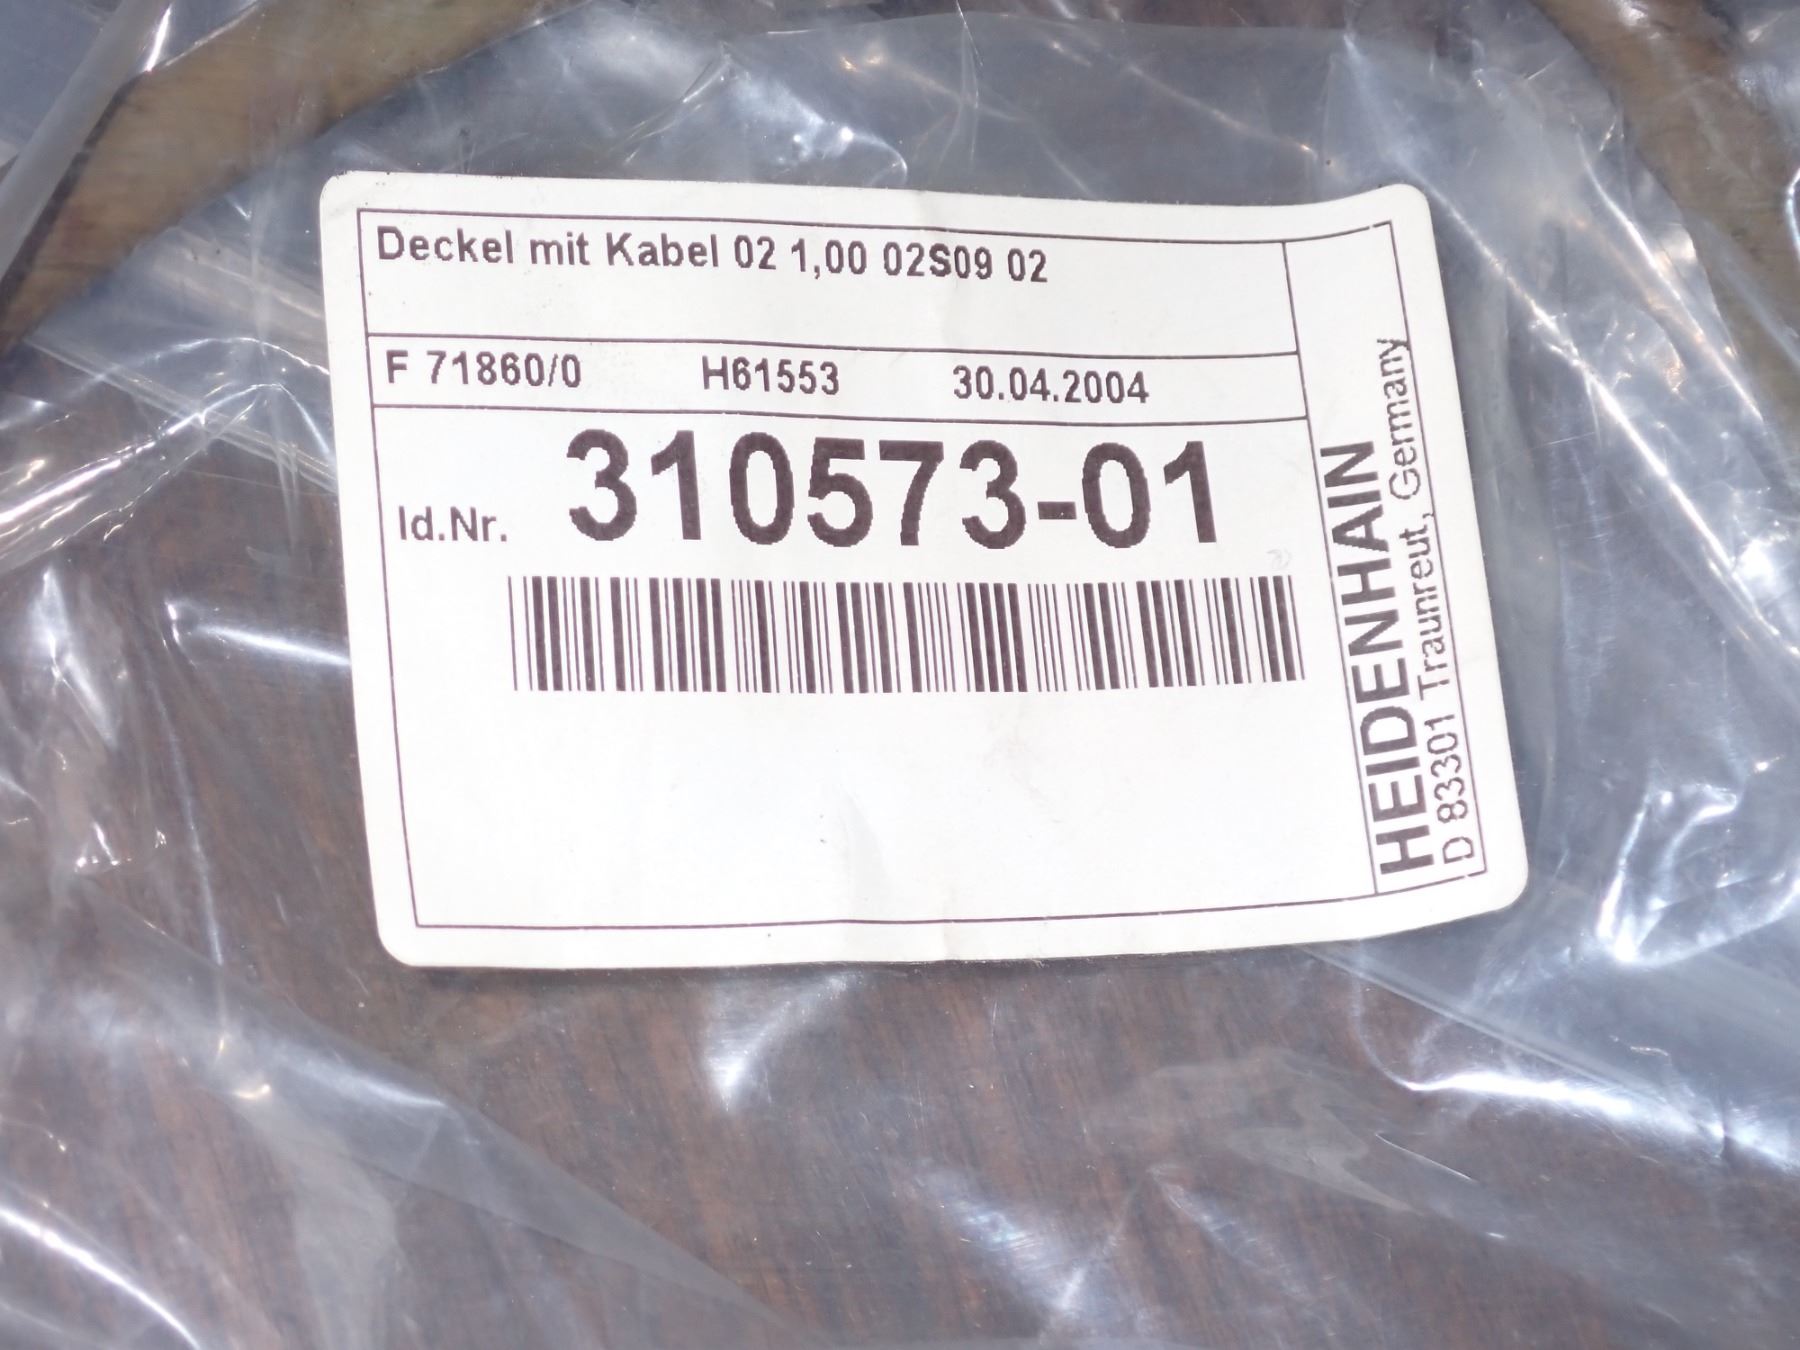 Deckel mit Kabel 02 1,00 02S09 02
F 71860/0 H61553 30.04.2004
Id.Nr. 310573-01
HEIDENHAIN
D 83301 Traunreut, Germany